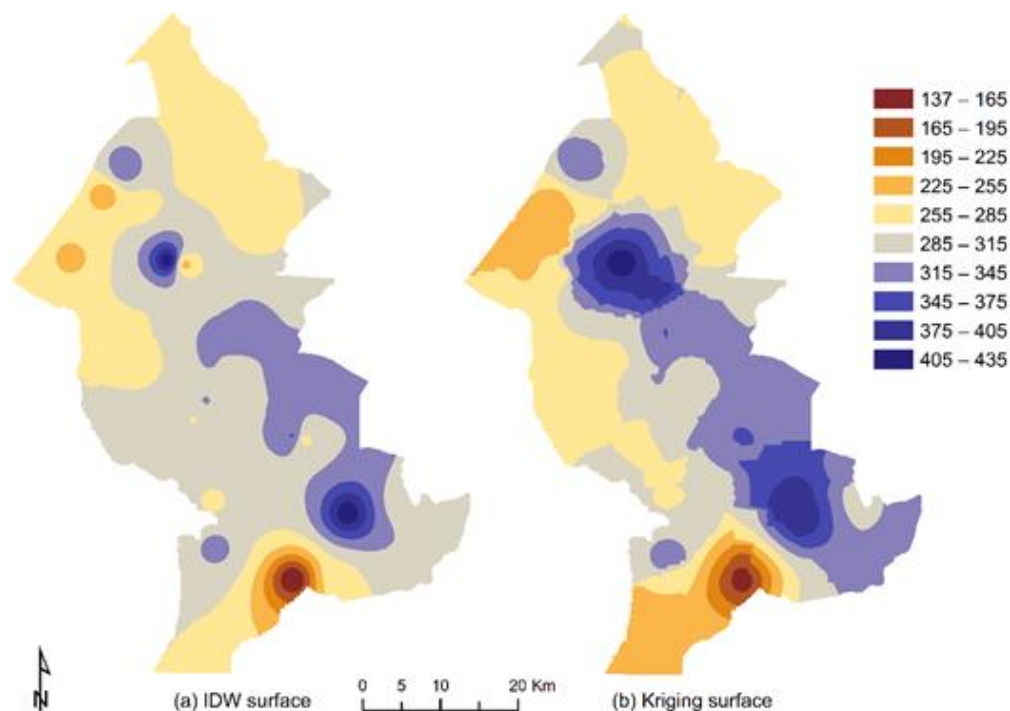 137 – 165
165 – 195
195 – 225
225 – 255
255 – 285
285 – 315
315 – 345
345 – 375
375 – 405
405 – 435
N
(a) IDW surface
0 5 10 20 Km
(b) Kriging surface